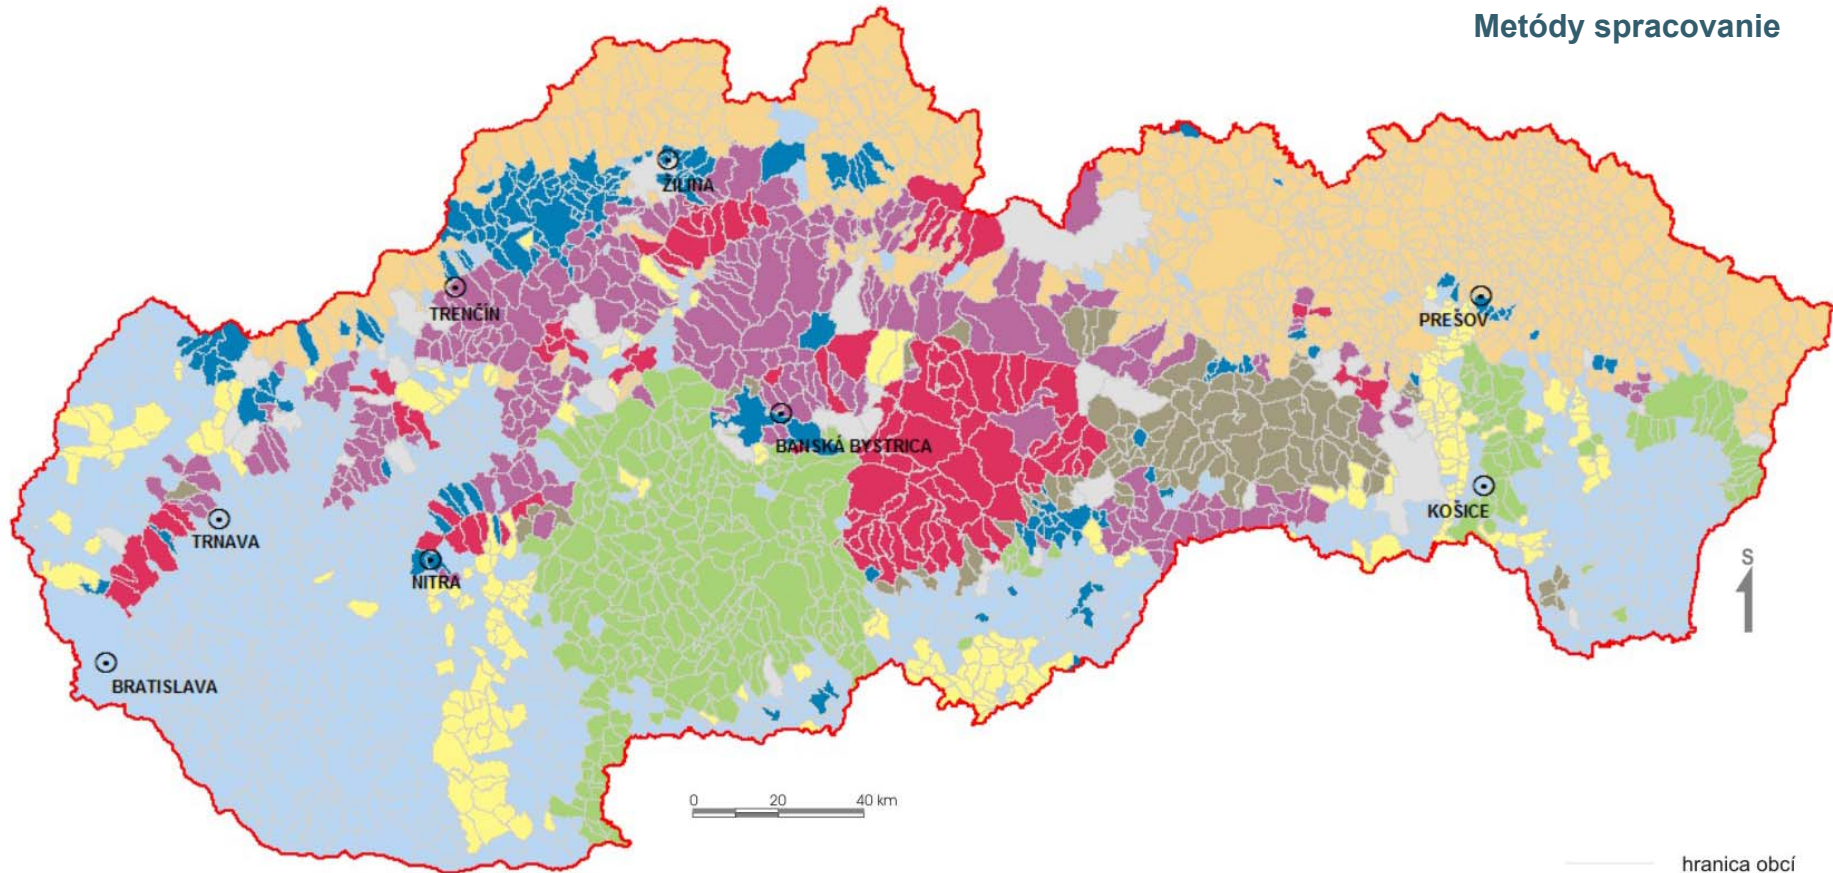 Metódy spracovanie
ŽILINA
TRENČÍN
PREŠOV
BANSKÁ BYSTRICA
KOŠICE
TRNAVA
NITRA
S
BRATISLAVA
0 20 40 km
hranica obcí